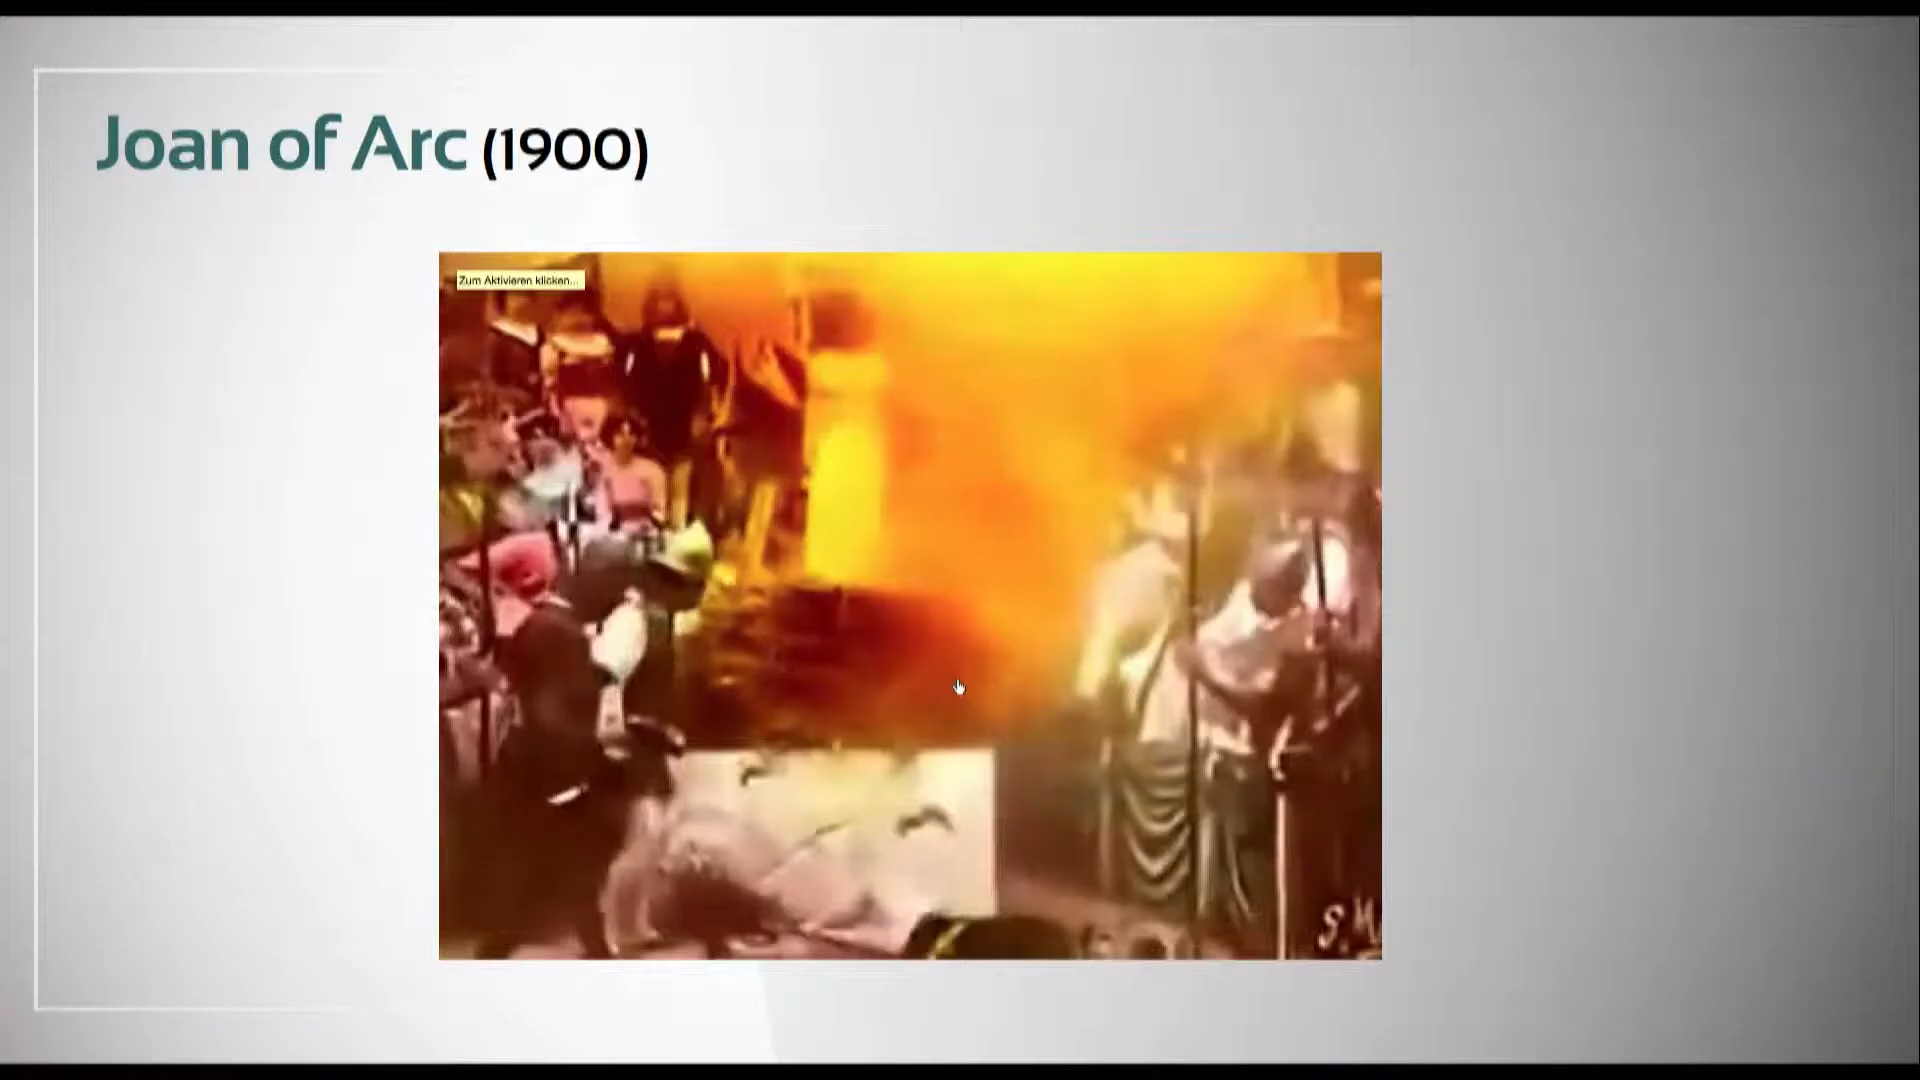 Joan of Arc (1900)
Zum Aktivieren klicken...
S.M